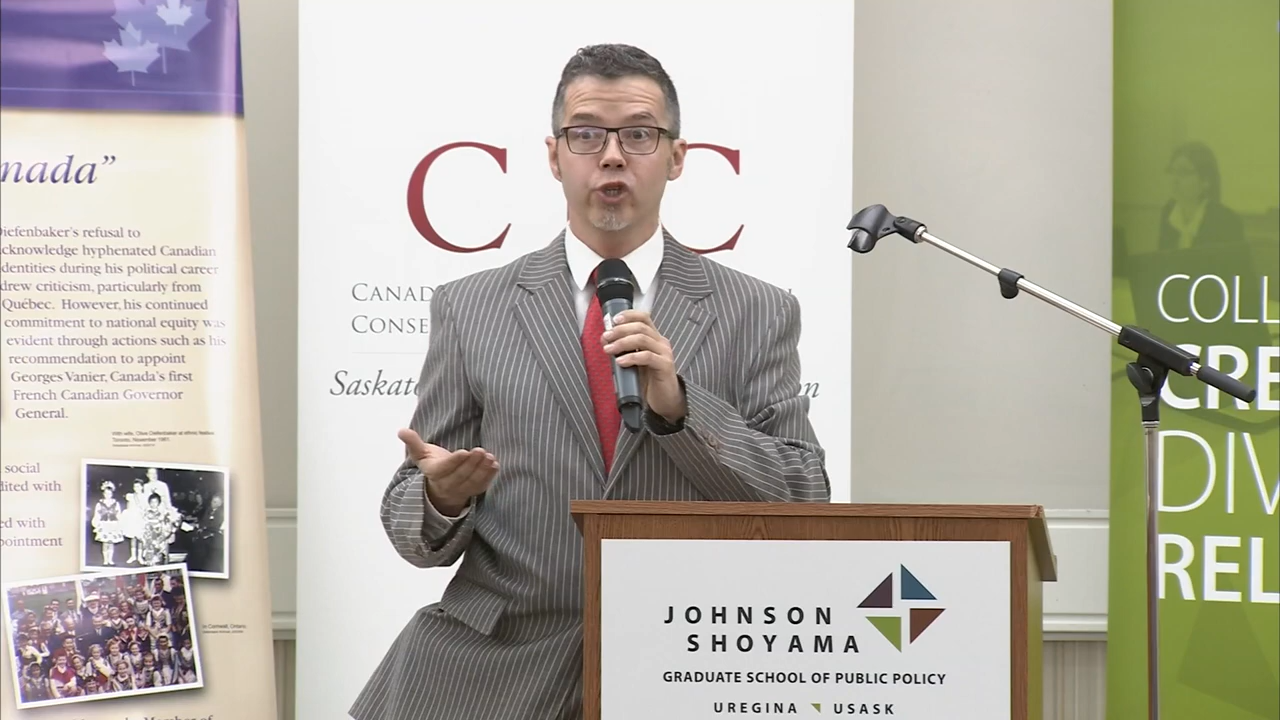 nada”
Diefenbaker's refusal to
cknowledge hyphenated Canadian
dentities during his political career
drew criticism, particularly from
Québec. However, his continued
commitment to national equity was
evident through actions such as his
recommendation to appoint
Georges Vanier, Canada's first
French Canadian Governor
General.
social
dited with
ed with
pointment
C C
CANAD
CONSE
Saskato
n
JOHNSON
SHOYAMA
GRADUATE SCHOOL OF PUBLIC POLICY
UREGINA USASK
COLL
CRE
DIV
REL